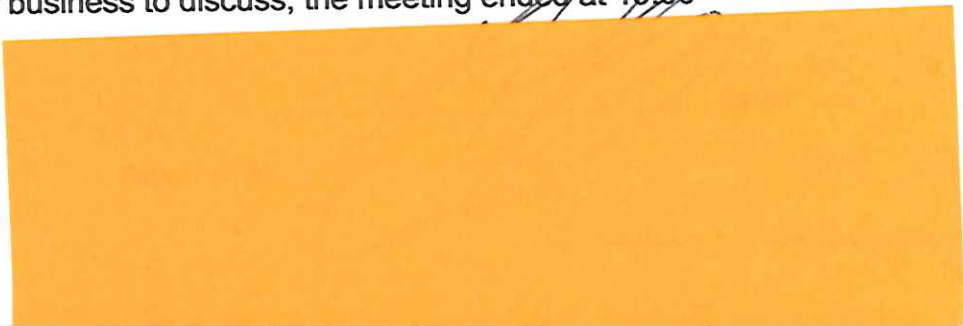 business to discuss, the meeting ended at